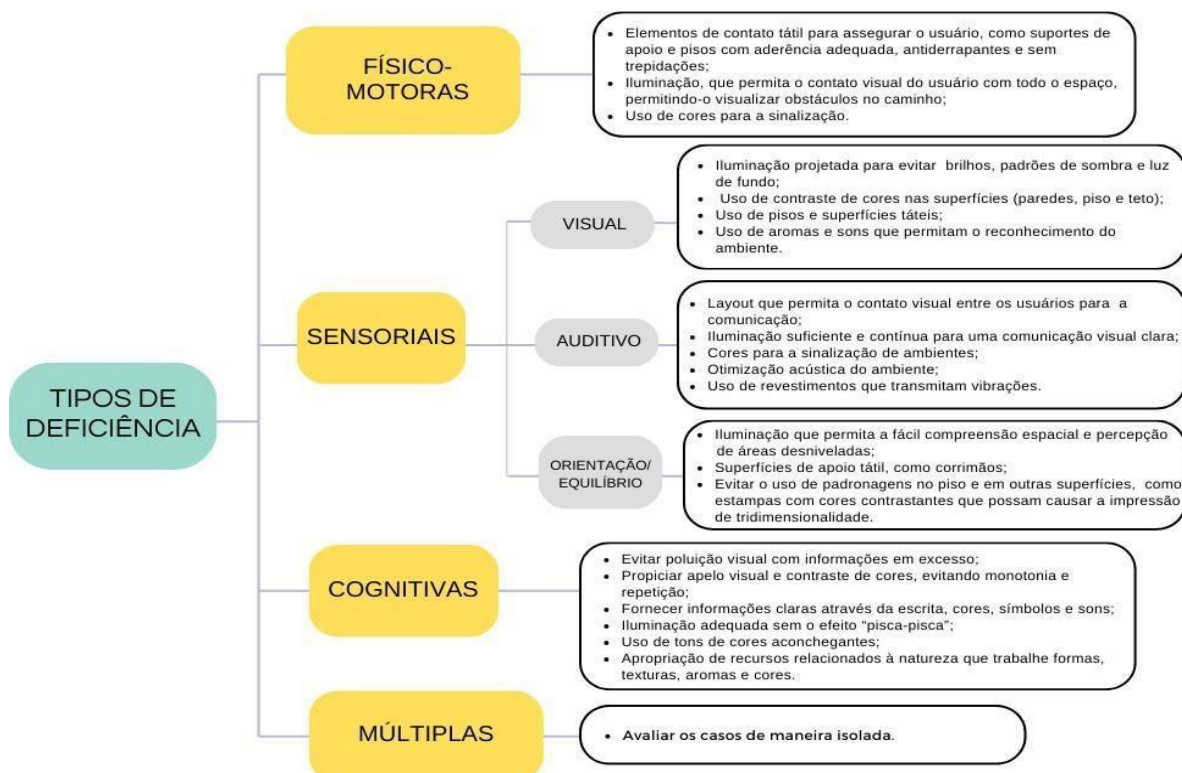 TIPOS DE
DEFICIÊNCIA
FÍSICO-
MOTORAS
• Elementos de contato tátil para assegurar o usuário, como suportes de
apoio e pisos com aderência adequada, antiderrapantes e sem
trepidações;
• Iluminação, que permita o contato visual do usuário com todo o espaço,
permitindo-o visualizar obstáculos no caminho;
• Uso de cores para a sinalização.
SENSORIAIS
VISUAL
• Iluminação projetada para evitar brilhos, padrões de sombra e luz
de fundo;
• Uso de contraste de cores nas superfícies (paredes, piso e teto);
• Uso de pisos e superfícies táteis;
• Uso de aromas e sons que permitam o reconhecimento do
ambiente.
AUDITIVO
• Layout que permita o contato visual entre os usuários para a
comunicação;
• Iluminação suficiente e contínua para uma comunicação visual clara;
• Cores para a sinalização de ambientes;
• Otimização acústica do ambiente;
• Uso de revestimentos que transmitam vibrações.
ORIENTAÇÃO/
EQUILÍBRIO
• Iluminação que permita a fácil compreensão espacial e percepção
de áreas desniveladas;
• Superfícies de apoio tátil, como corrimãos;
• Evitar o uso de padronagens no piso e em outras superfícies, como
estampas com cores contrastantes que possam causar a impressão
de tridimensionalidade.
COGNITIVAS
• Evitar poluição visual com informações em excesso;
• Propiciar apelo visual e contraste de cores, evitando monotonia e
repetição;
• Fornecer informações claras através da escrita, cores, símbolos e sons;
• Iluminação adequada sem o efeito “pisca-pisca”;
• Uso de tons de cores aconchegantes;
• Apropriação de recursos relacionados à natureza que trabalhe formas,
texturas, aromas e cores.
MÚLTIPLAS
• Avaliar os casos de maneira isolada.